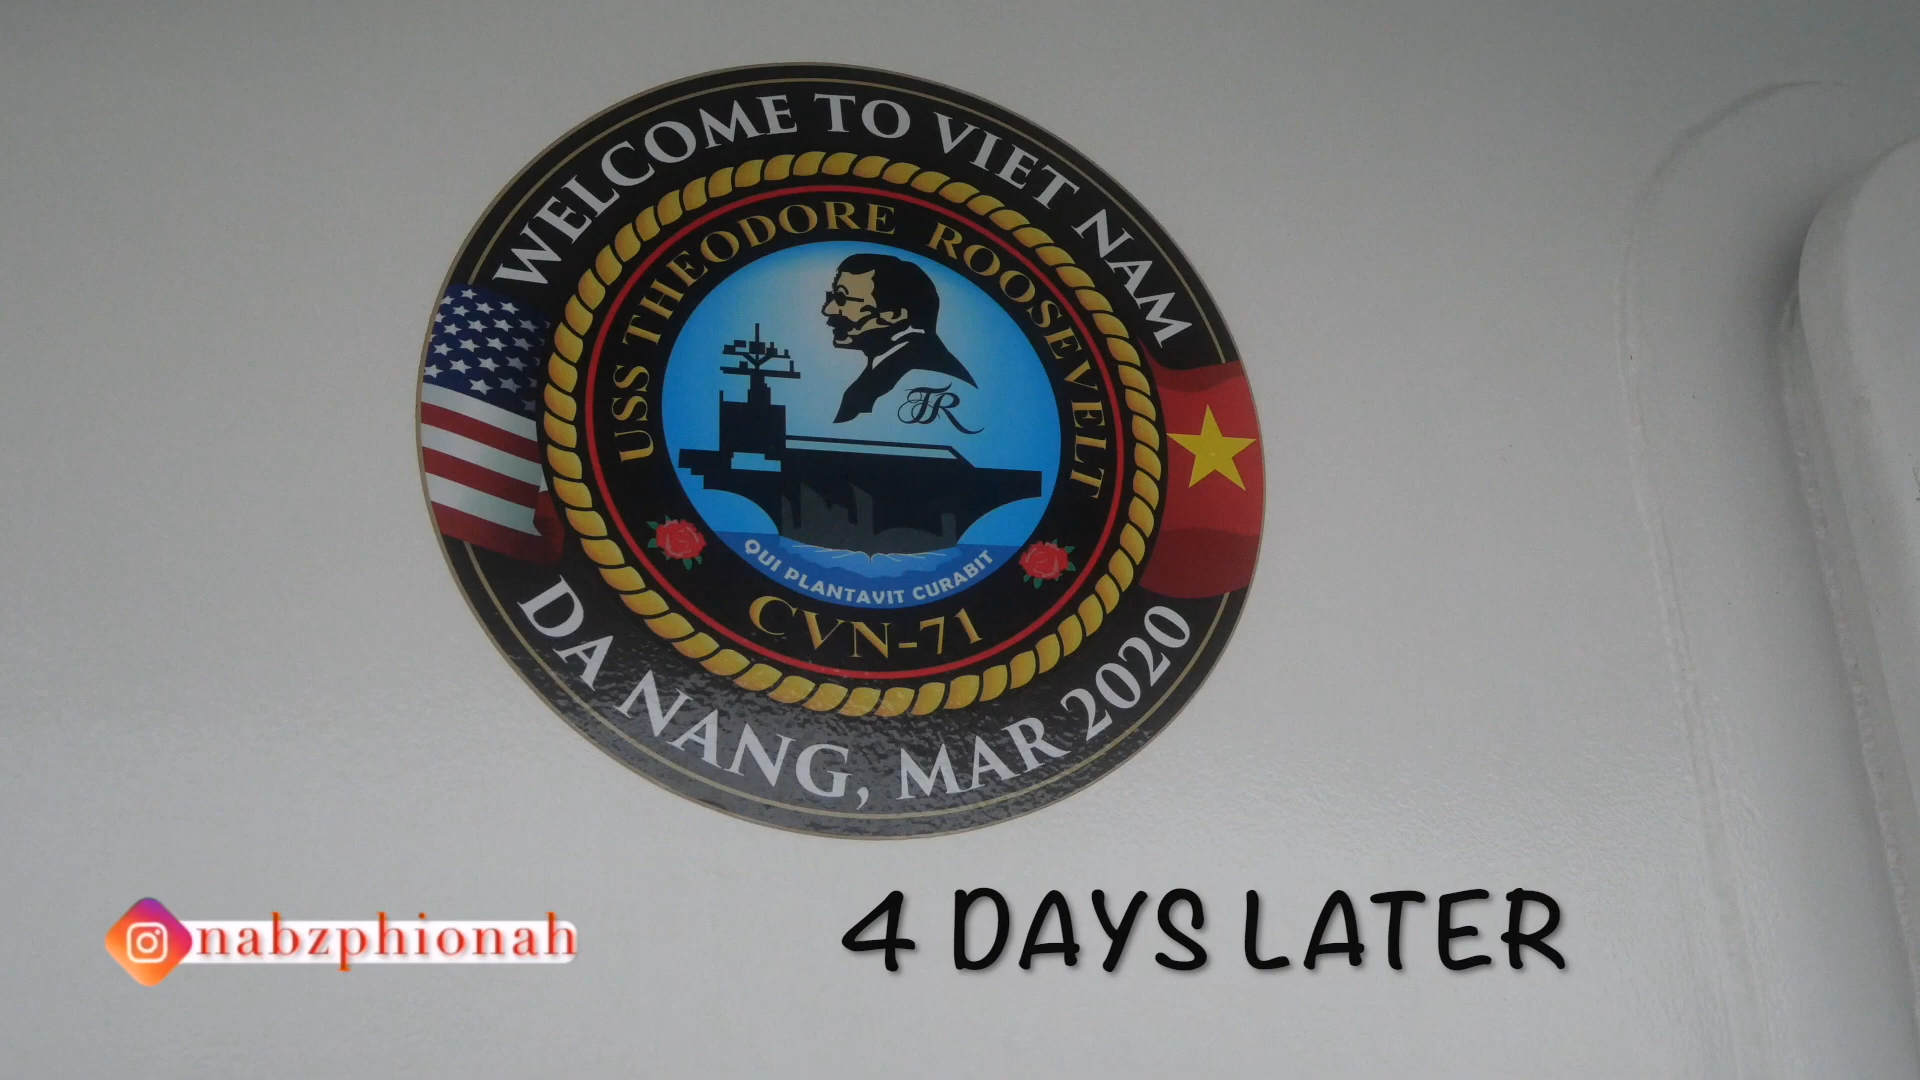 WELCOME TO VIET NAM
USS THEODORE ROOSEVELT
TR
QUI PLANTAVIT CURABIT
CVN-71
DA NANG, MAR 2020
nabzphionah
4 DAYS LATER